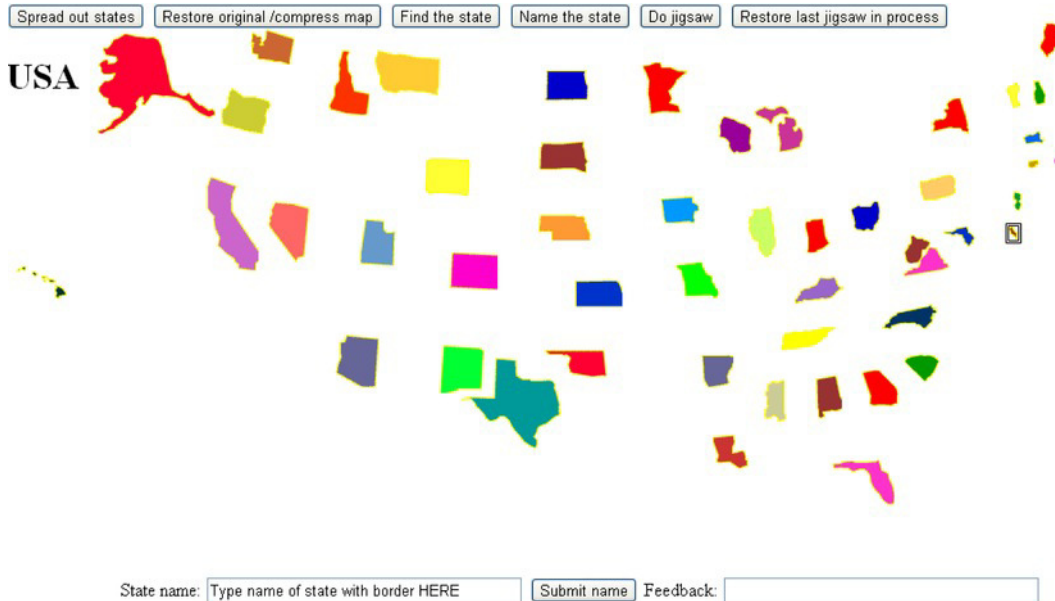 Spread out states Restore original /compress map Find the state Name the state Do jigsaw Restore last jigsaw in process
USA
State name: Type name of state with border HERE Submit name Feedback: